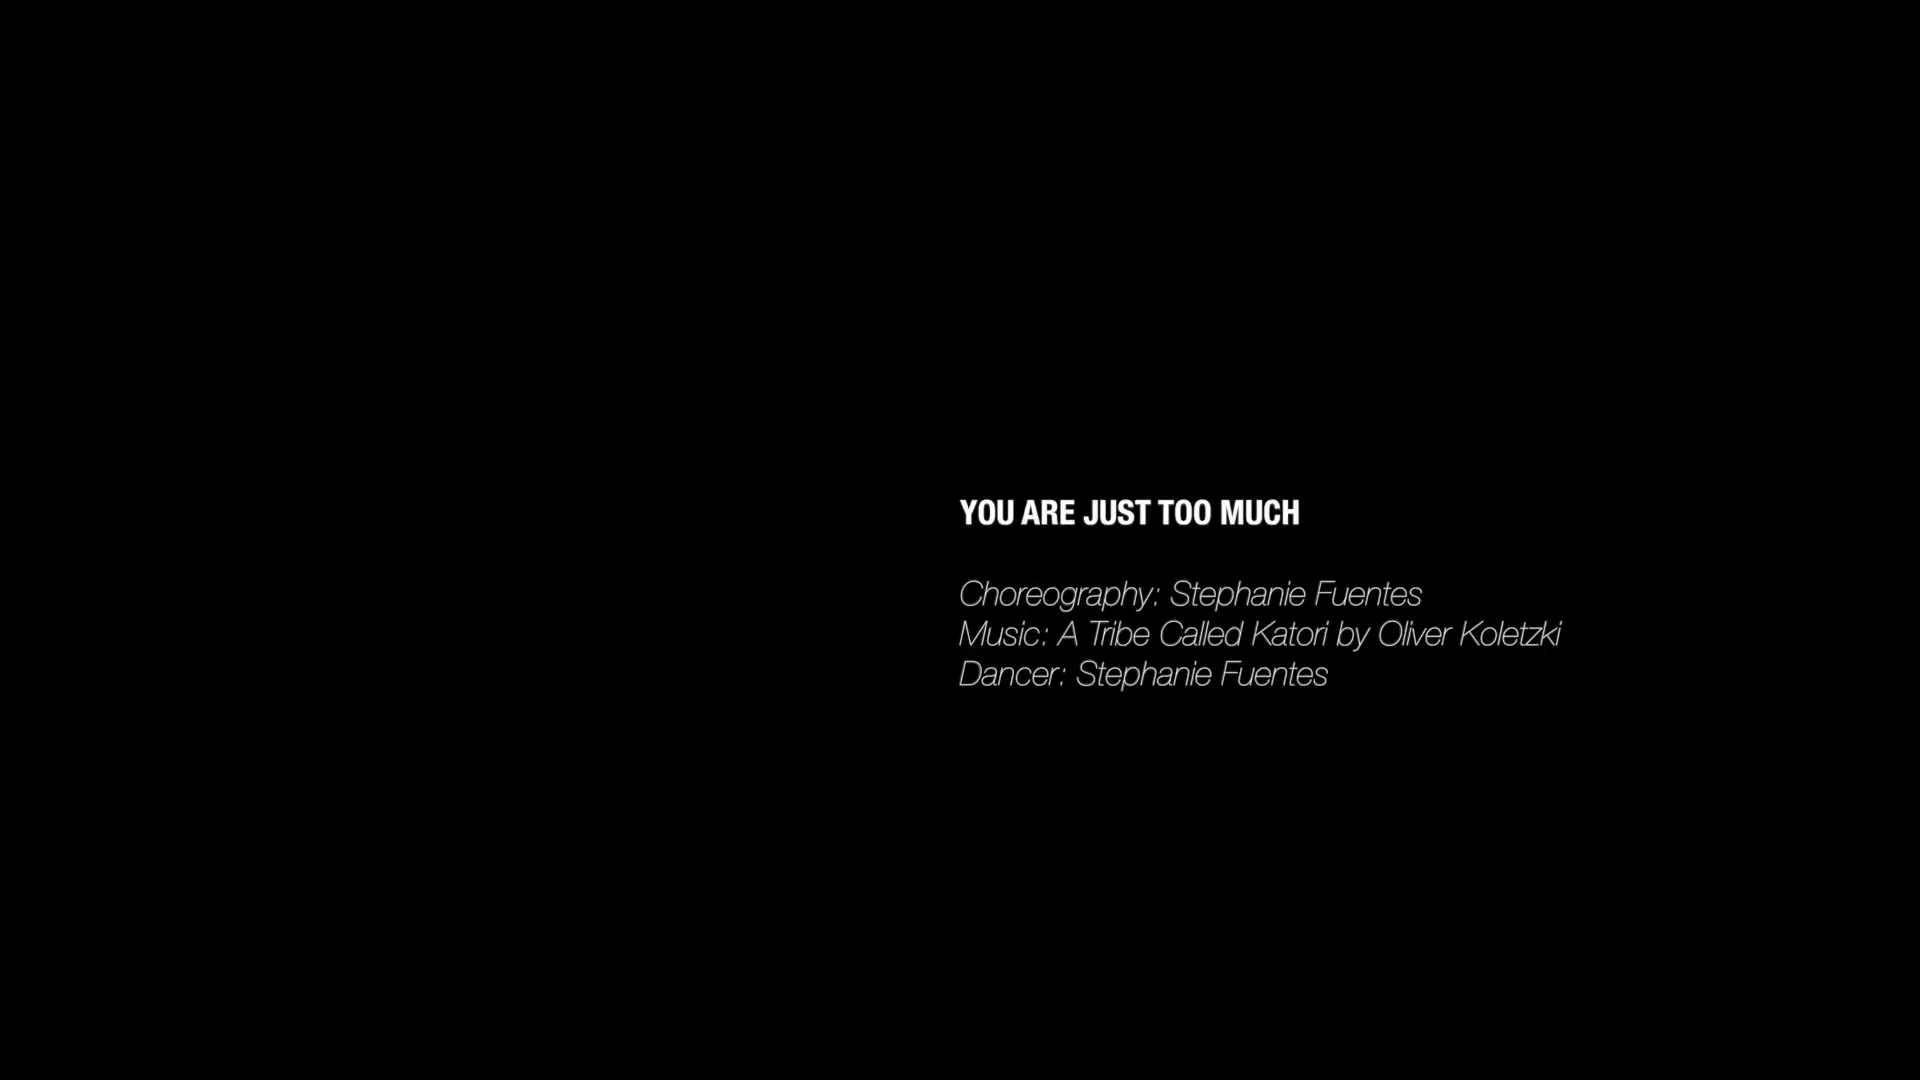 YOU ARE JUST TOO MUCH
Choreography: Stephanie Fuentes
Music: A Tribe Called Katori by Oliver Koletzki
Dancer: Stephanie Fuentes